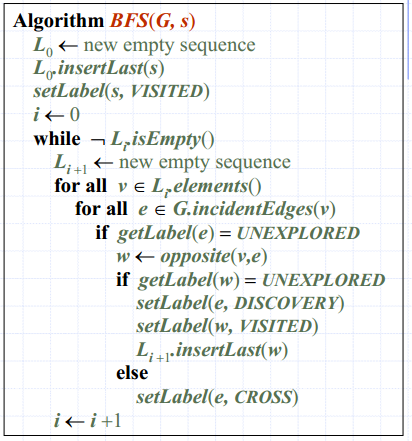 Algorithm BFS(G, s)
L₀ ← new empty sequence
L₀.insertLast(s)
setLabel(s, VISITED)
i ← 0
while ¬ Lᵢ.isEmpty()
Lᵢ₊₁ ← new empty sequence
for all v ∈ Lᵢ.elements()
for all e ∈ G.incidentEdges(v)
if getLabel(e) = UNEXPLORED
w ← opposite(v,e)
if getLabel(w) = UNEXPLORED
setLabel(e, DISCOVERY)
setLabel(w, VISITED)
Lᵢ₊₁.insertLast(w)
else
setLabel(e, CROSS)
i ← i +1